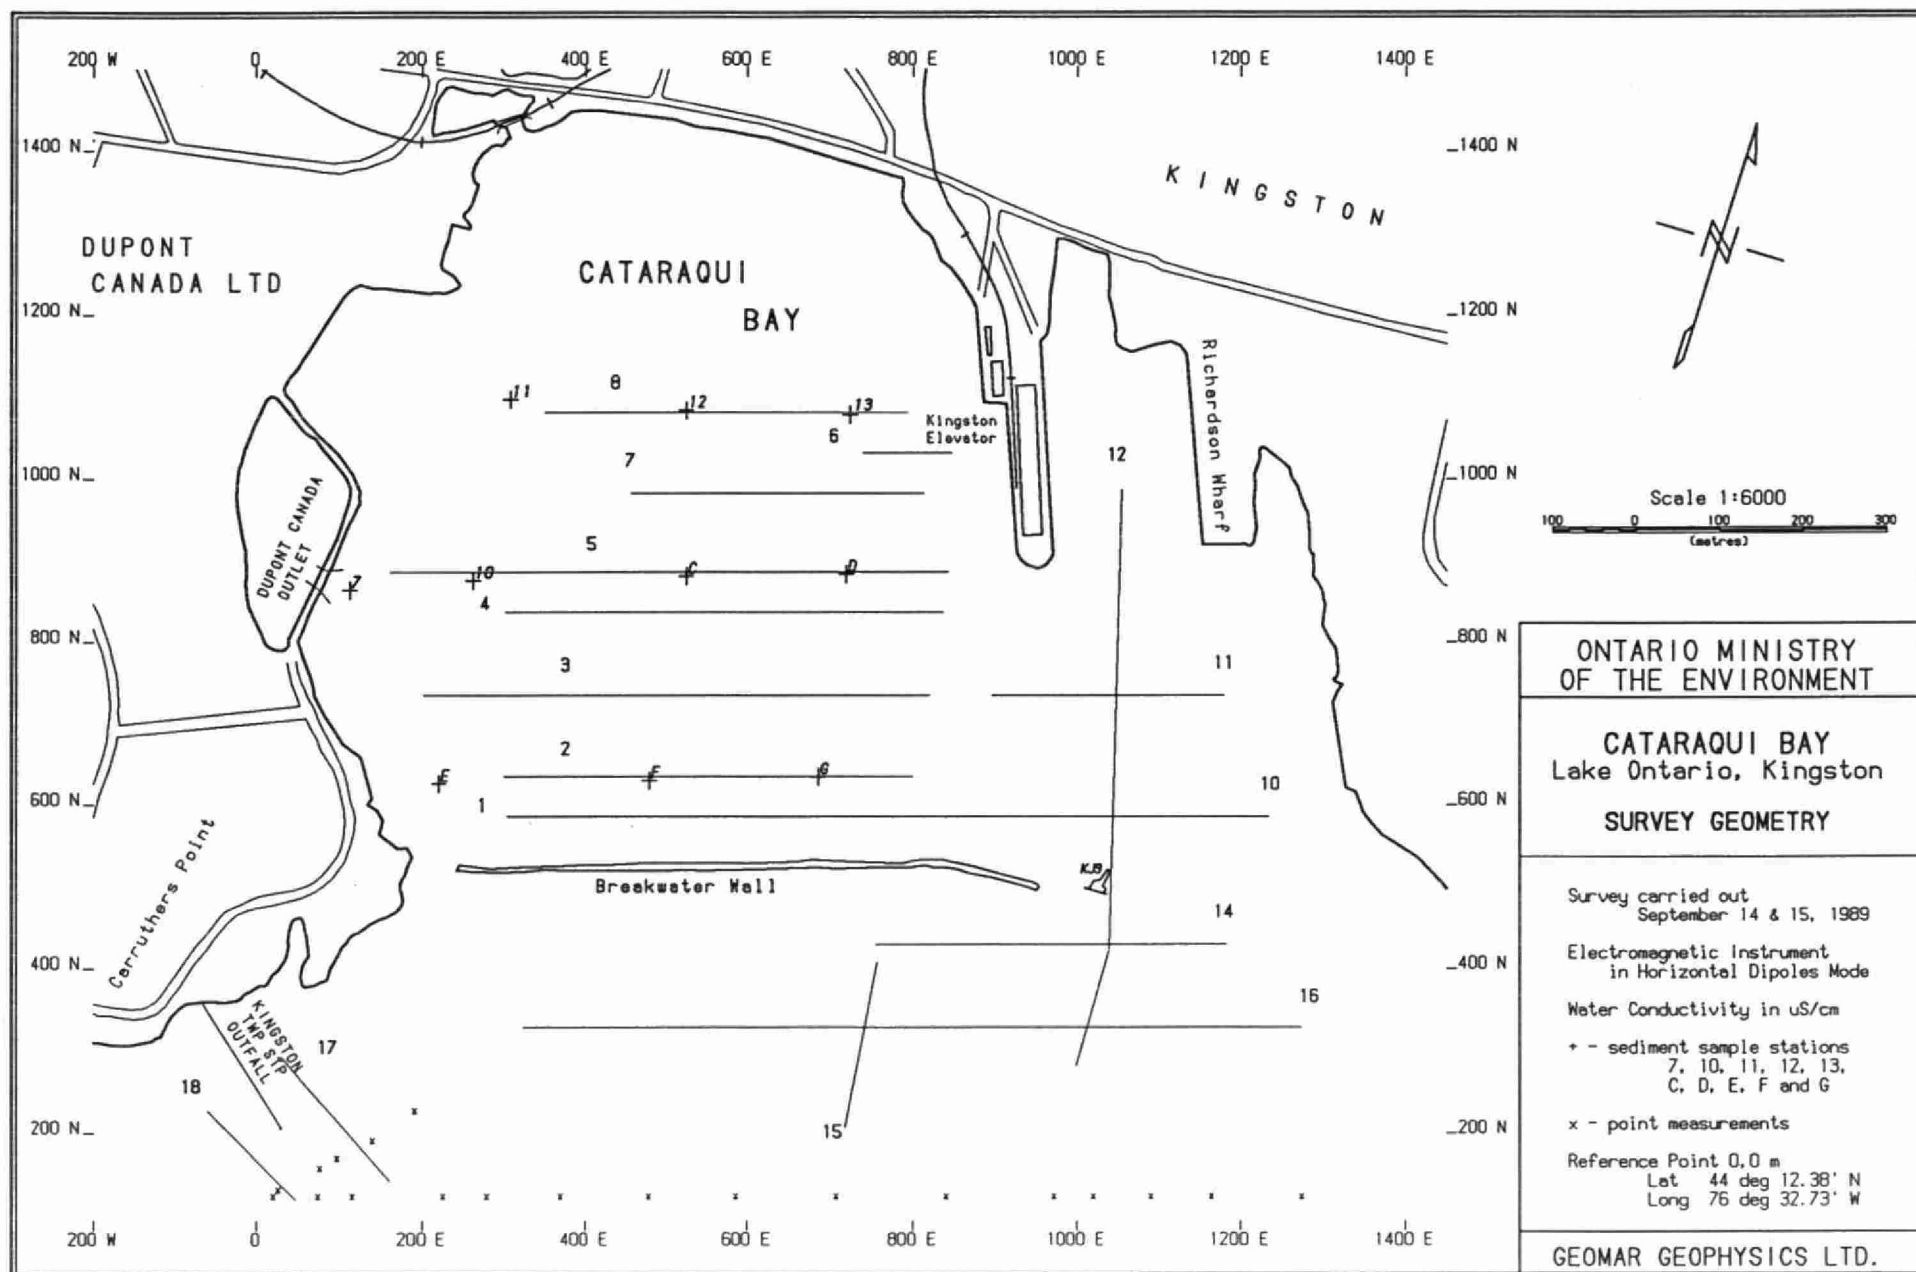 200 W
0
200 E
400 E
600 E
800 E
1000 E
1200 E
1400 E
1400 N
1400 N
KINGSTON
N
DUPONT
CANADA LTD
CATARAQUI
BAY
1200 N
1200 N
Richardson Wharf
8
11
12
13
6
Kingston
Elevator
12
7
1000 N
1000 N
Scale 1:6000
100 0 100 200 300
(metres)
DUPONT CANADA
OUTLET
5
7
10
C
D
4
800 N
800 N
3
11
2
E
F
G
10
600 N
600 N
1
Carruthers Point
Breakwater Wall
KJ9
14
400 N
400 N
16
KINGSTON
TWP STP
OUTFALL
17
18
15
200 N
200 N
200 W
0
200 E
400 E
600 E
800 E
1000 E
1200 E
1400 E
ONTARIO MINISTRY
OF THE ENVIRONMENT
CATARAQUI BAY
Lake Ontario, Kingston
SURVEY GEOMETRY
Survey carried out
September 14 & 15, 1989
Electromagnetic Instrument
in Horizontal Dipoles Mode
Water Conductivity in uS/cm
+ - sediment sample stations
7, 10, 11, 12, 13,
C, D, E, F and G
x - point measurements
Reference Point 0,0 m
Lat 44 deg 12.38' N
Long 76 deg 32.73' W
GEOMAR GEOPHYSICS LTD.